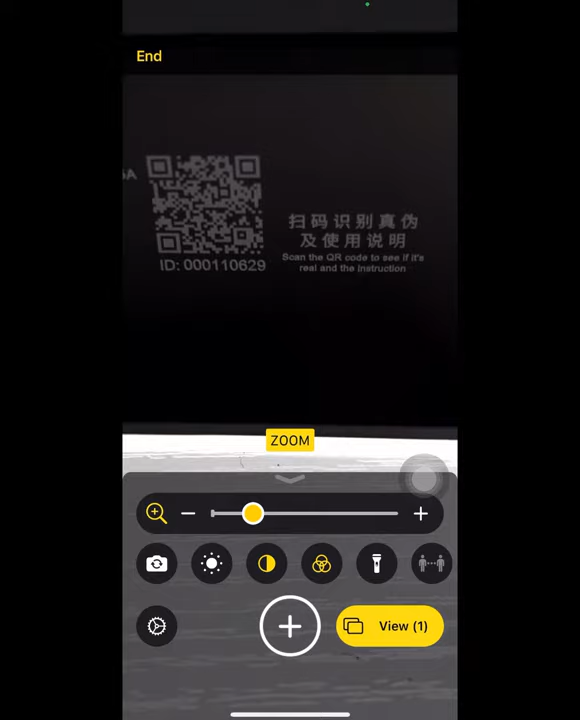 End
5A
扫码识别真伪
及使用说明
Scan the QR code to see if it's
real and the instruction
ID: 000110629
ZOOM
View (1)